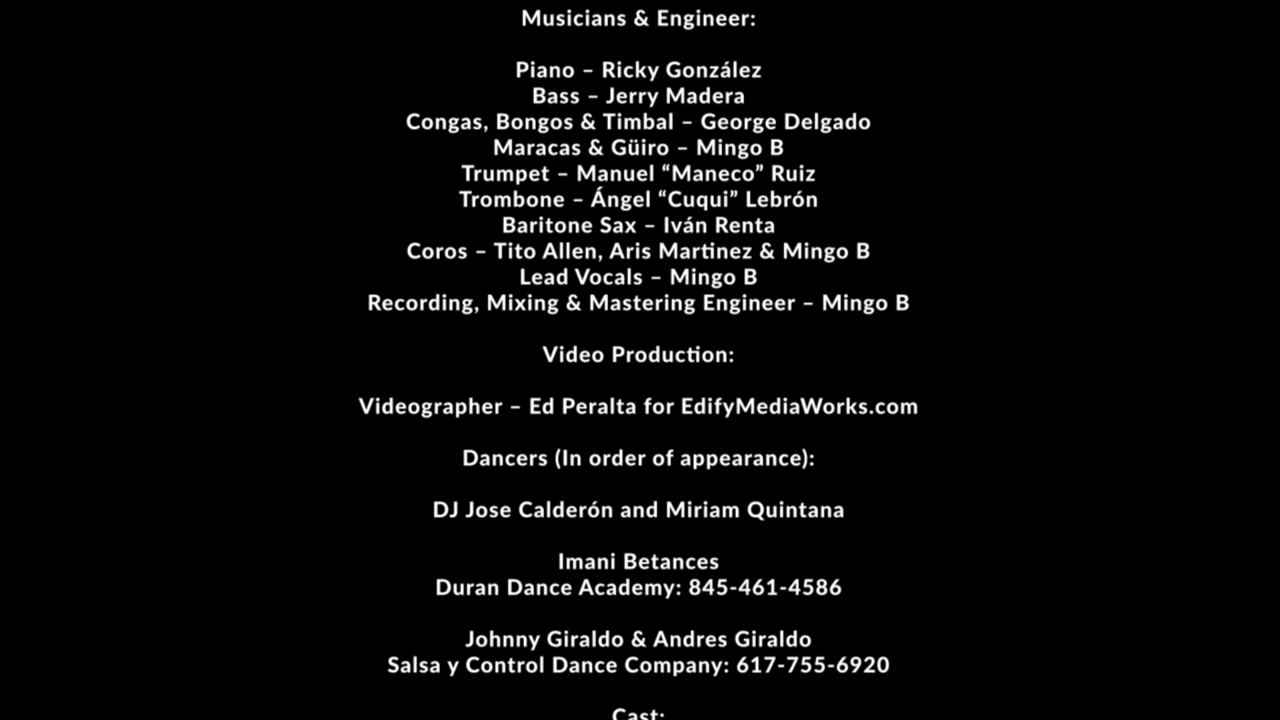 Musicians & Engineer:
Piano – Ricky González
Bass – Jerry Madera
Congas, Bongos & Timbal – George Delgado
Maracas & Güiro – Mingo B
Trumpet – Manuel “Maneco” Ruiz
Trombone – Ángel “Cuqui” Lebrón
Baritone Sax – Iván Renta
Coros – Tito Allen, Aris Martinez & Mingo B
Lead Vocals – Mingo B
Recording, Mixing & Mastering Engineer – Mingo B
Video Production:
Videographer – Ed Peralta for EdifyMediaWorks.com
Dancers (In order of appearance):
DJ Jose Calderón and Miriam Quintana
Imani Betances
Duran Dance Academy: 845-461-4586
Johnny Giraldo & Andres Giraldo
Salsa y Control Dance Company: 617-755-6920
Cast: